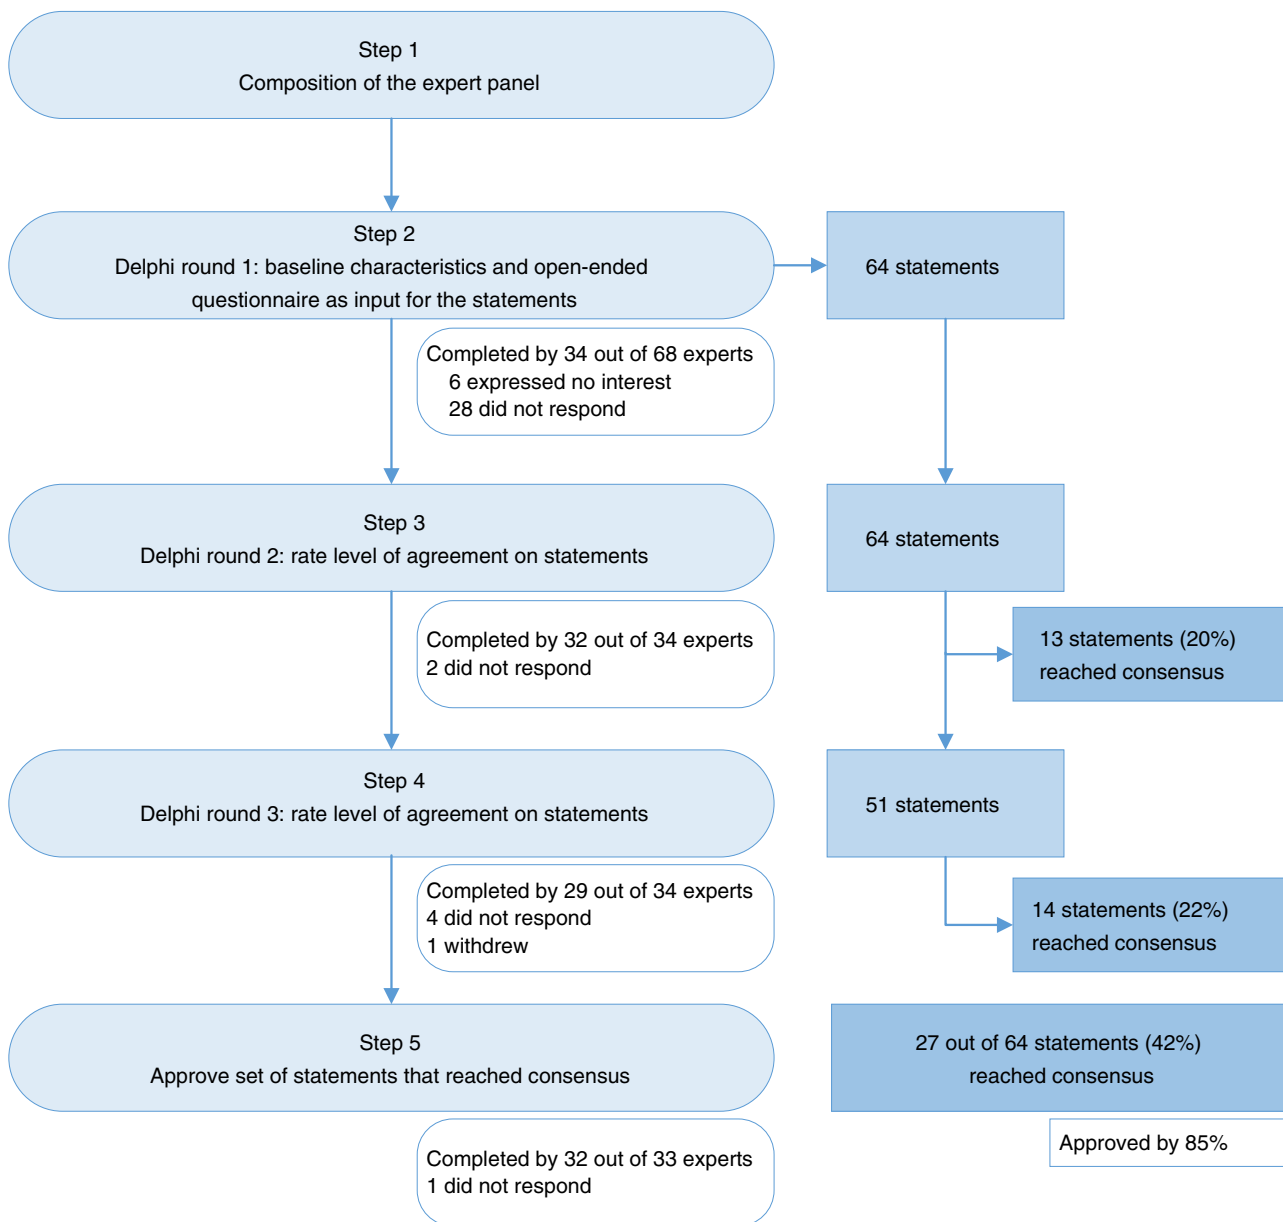 Step 1
Composition of the expert panel
Step 2
Delphi round 1: baseline characteristics and open-ended
questionnaire as input for the statements
64 statements
Completed by 34 out of 68 experts
6 expressed no interest
28 did not respond
Step 3
Delphi round 2: rate level of agreement on statements
64 statements
Completed by 32 out of 34 experts
2 did not respond
13 statements (20%)
reached consensus
Step 4
Delphi round 3: rate level of agreement on statements
51 statements
Completed by 29 out of 34 experts
4 did not respond
1 withdrew
14 statements (22%)
reached consensus
Step 5
Approve set of statements that reached consensus
27 out of 64 statements (42%)
reached consensus
Completed by 32 out of 33 experts
1 did not respond
Approved by 85%